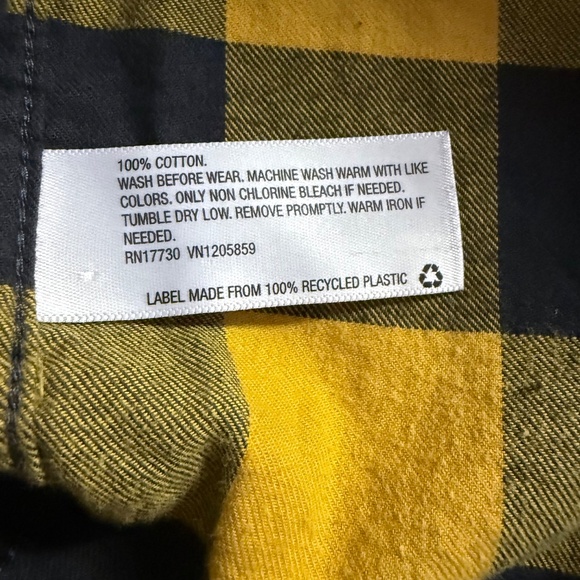 100% COTTON.
WASH BEFORE WEAR. MACHINE WASH WARM WITH LIKE
COLORS. ONLY NON CHLORINE BLEACH IF NEEDED.
TUMBLE DRY LOW. REMOVE PROMPTLY. WARM IRON IF
NEEDED.
RN17730 VN1205859
LABEL MADE FROM 100% RECYCLED PLASTIC